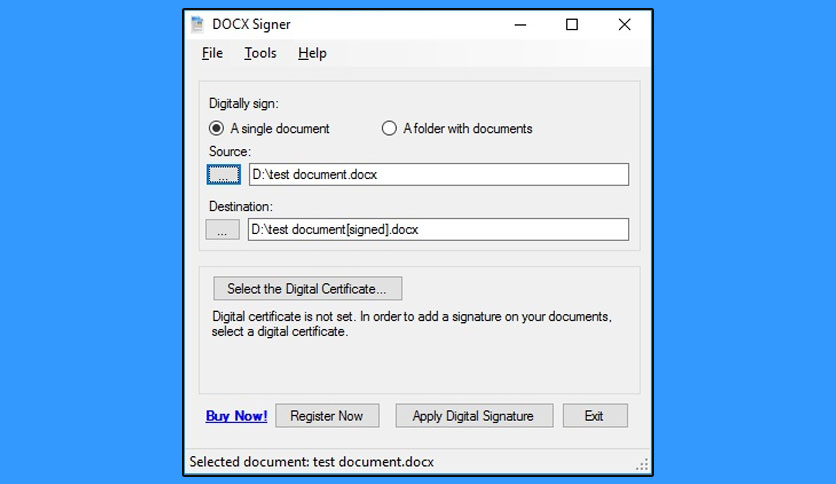 DOCX Signer
File Tools Help
Digitally sign:
A single document A folder with documents
Source:
... D:\test document.docx
Destination:
... D:\test document[signed].docx
Select the Digital Certificate...
Digital certificate is not set. In order to add a signature on your documents,
select a digital certificate.
Buy Now! Register Now Apply Digital Signature Exit
Selected document: test document.docx